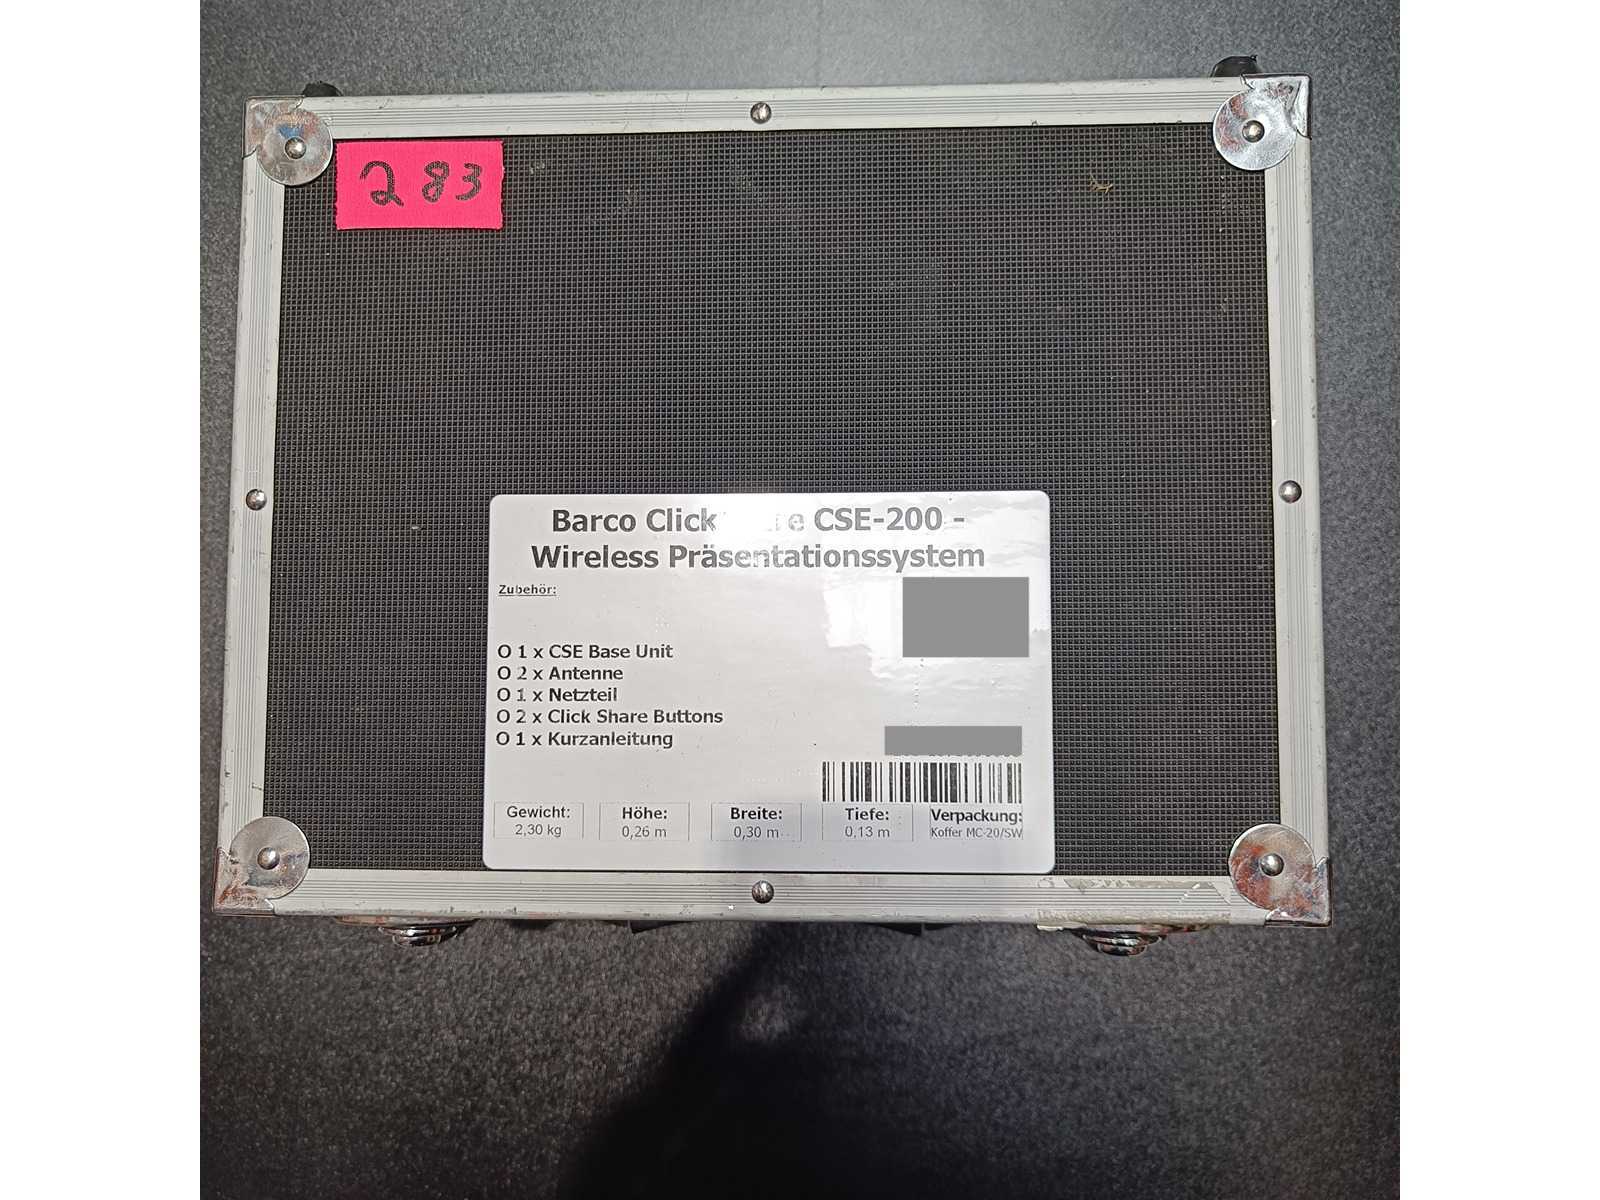 283
Barco Click re CSE-200 -
Wireless Präsentationssystem
Zubehör:
O 1 x CSE Base Unit
O 2 x Antenne
O 1 x Netzteil
O 2 x Click Share Buttons
O 1 x Kurzanleitung
Gewicht: Höhe: Breite: Tiefe: Verpackung:
2,30 kg 0,26 m 0,30 m 0,13 m Koffer MC-20/SW